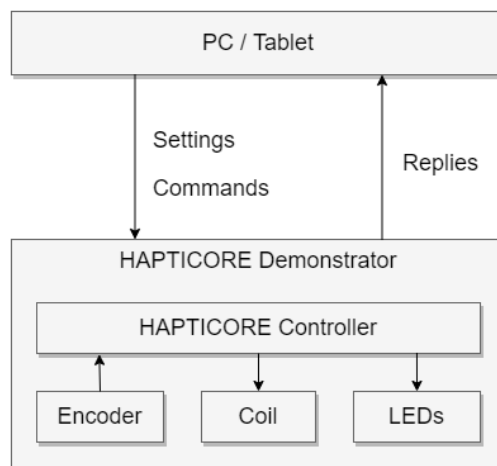 PC / Tablet
Settings
Replies
Commands
HAPTICORE Demonstrator
HAPTICORE Controller
Encoder
Coil
LEDs